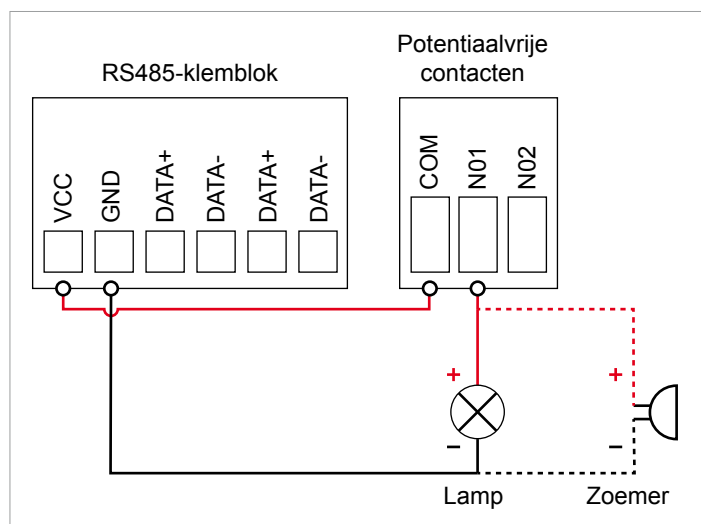 RS485-klemblok
Potentiaalvrije
contacten
VCC
GND
DATA+
DATA-
DATA+
DATA-
COM
N01
N02
+
+
−
−
Lamp
Zoemer